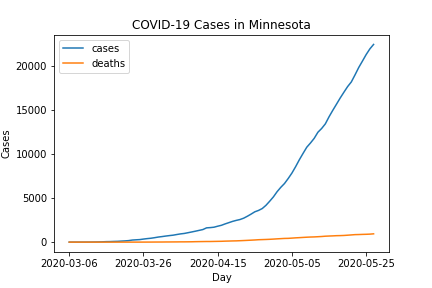 COVID-19 Cases in Minnesota
cases
deaths
20000
15000
10000
5000
0
Cases
2020-03-06 2020-03-26 2020-04-15 2020-05-05 2020-05-25
Day